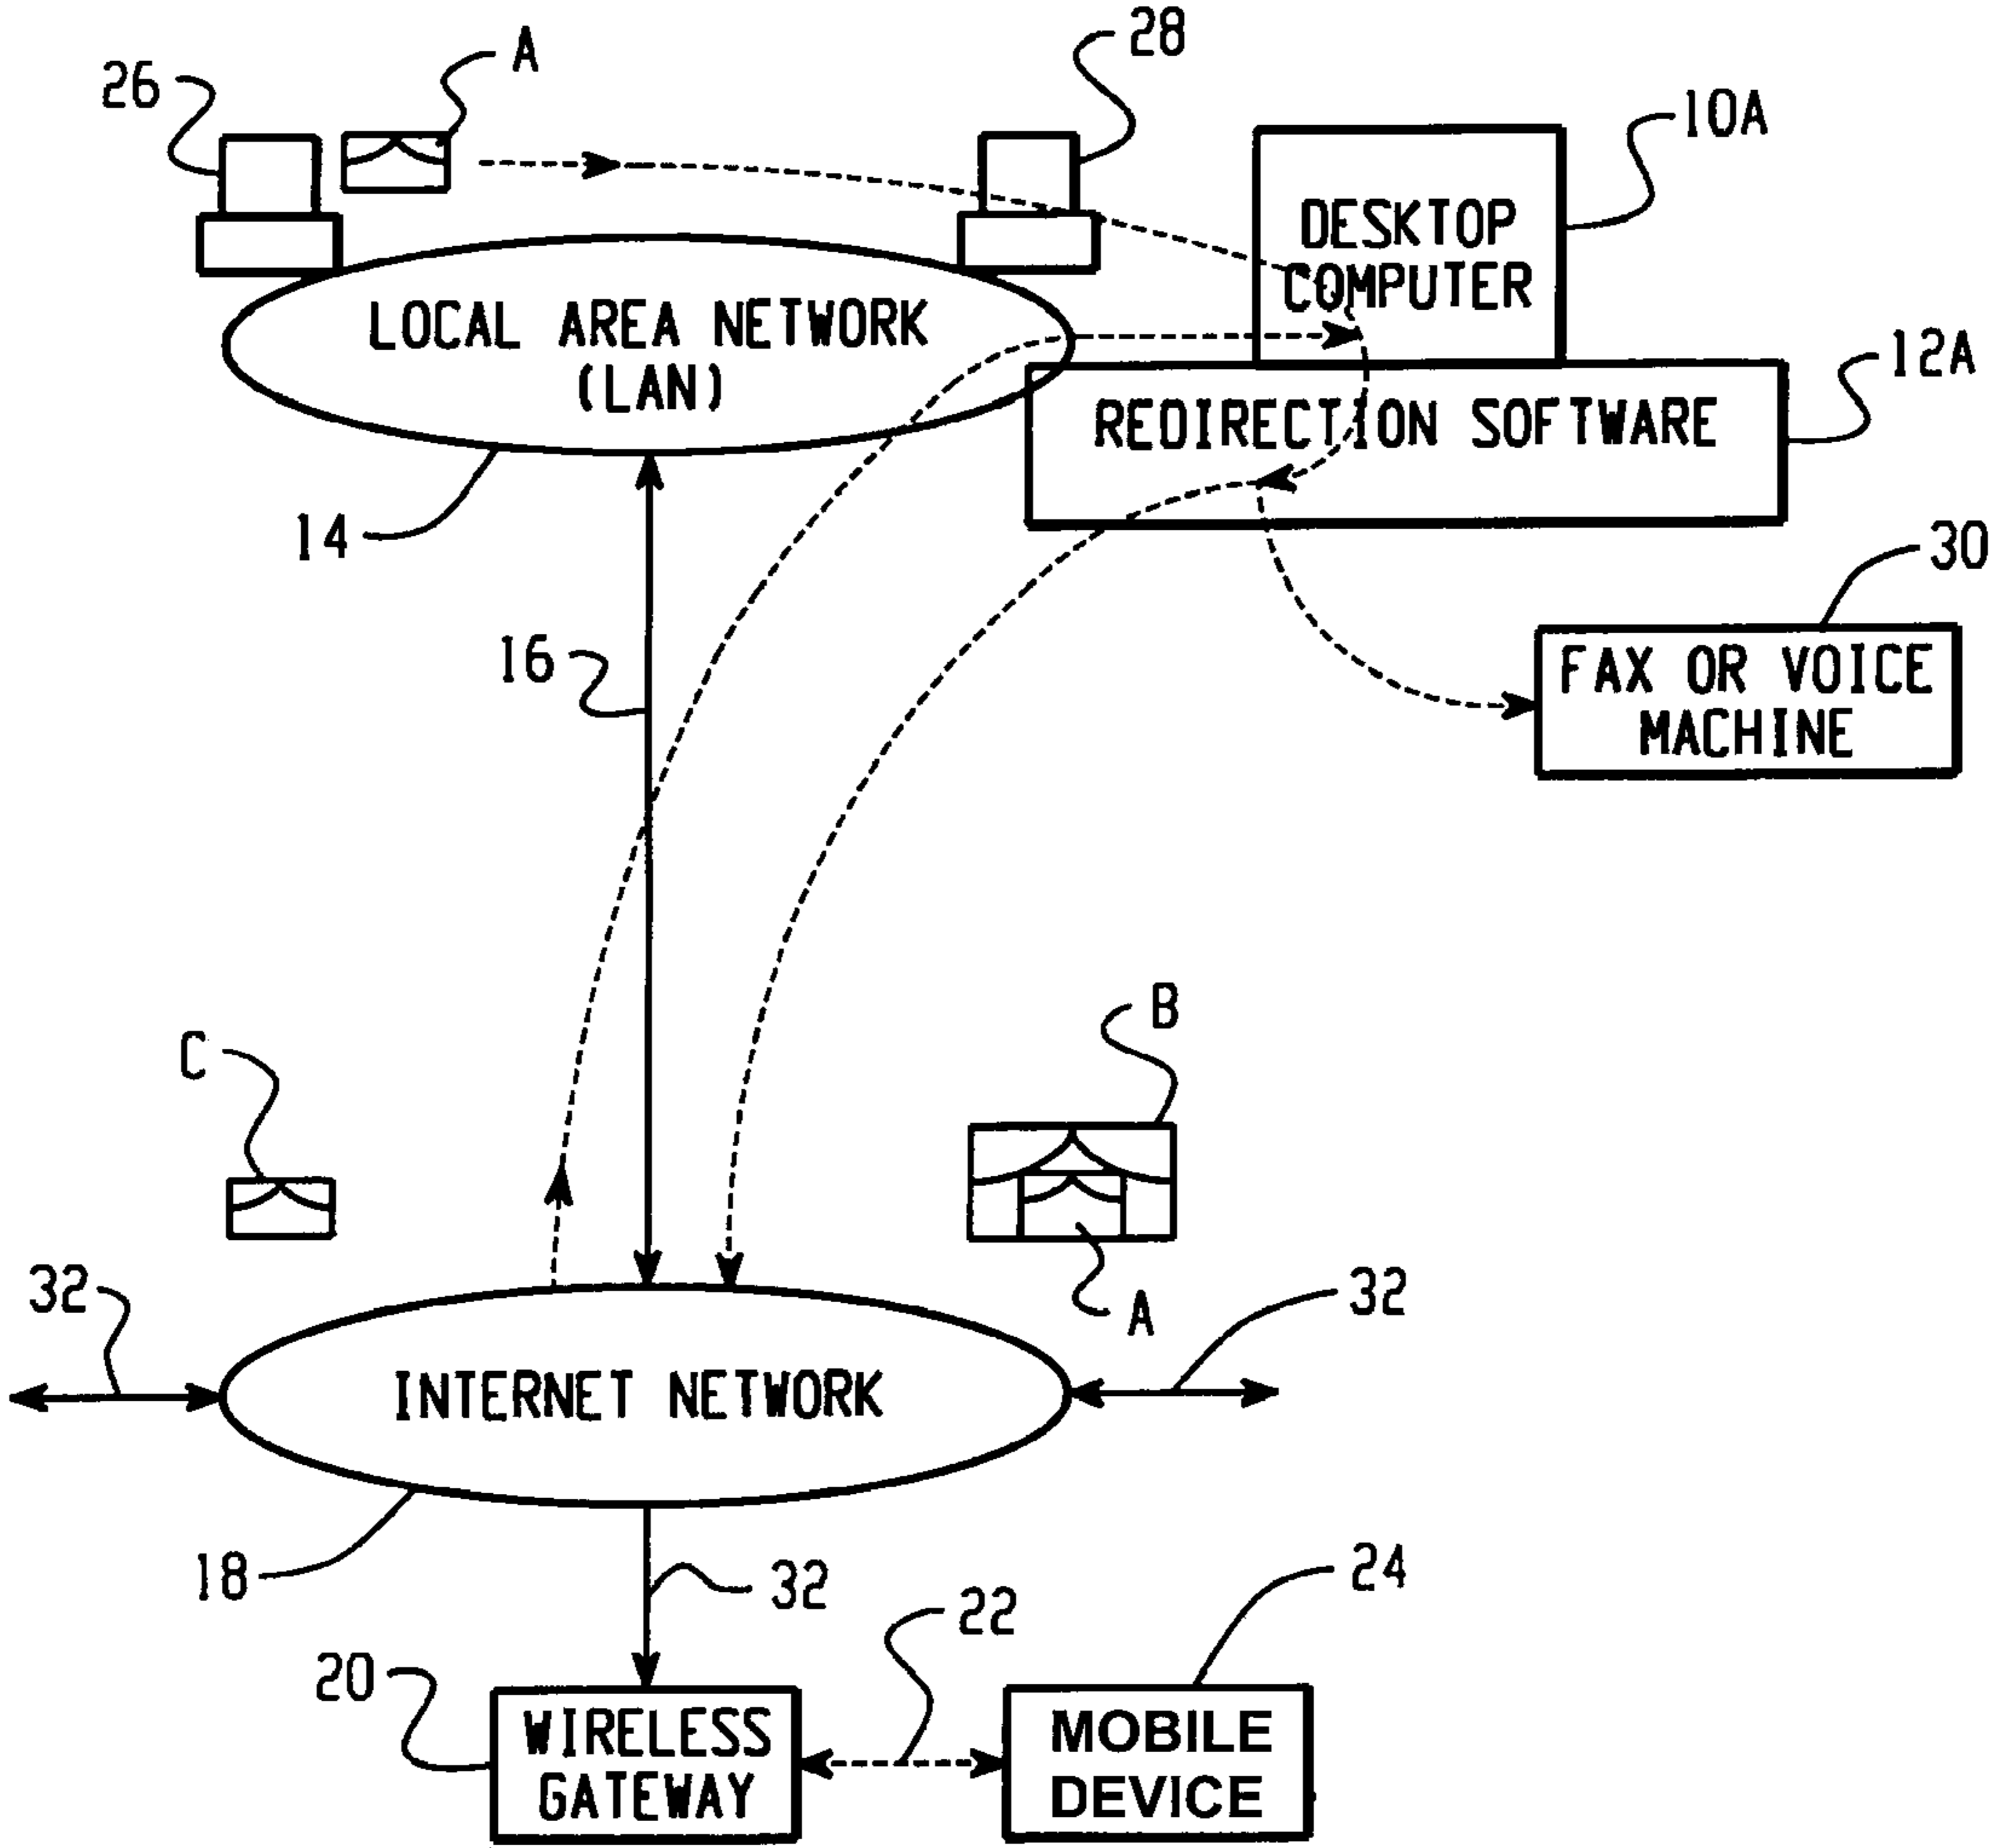 A
28
26
10A
DESKTOP
COMPUTER
LOCAL AREA NETWORK
(LAN)
12A
REDIRECTION SOFTWARE
14
30
16
FAX OR VOICE
MACHINE
B
C
A
32
32
INTERNET NETWORK
18
32
24
22
20
WIRELESS
GATEWAY
MOBILE
DEVICE